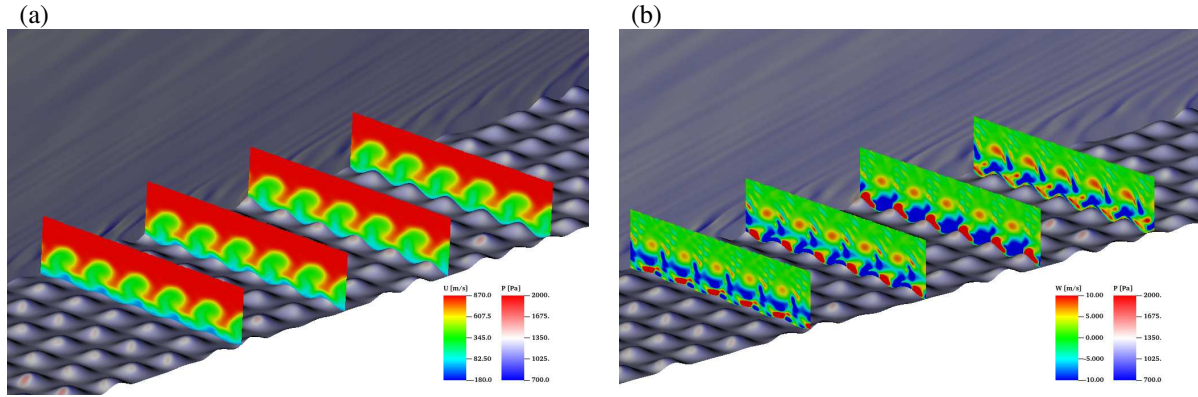 (a)
(b)
U [m/s] P [Pa]
870.0 2000.
607.5 1675.
345.0 1350.
82.50 1025.
-180.0 700.0
W [m/s] P [Pa]
10.00 2000.
5.000 1675.
0.000 1350.
-5.000 1025.
-10.00 700.0